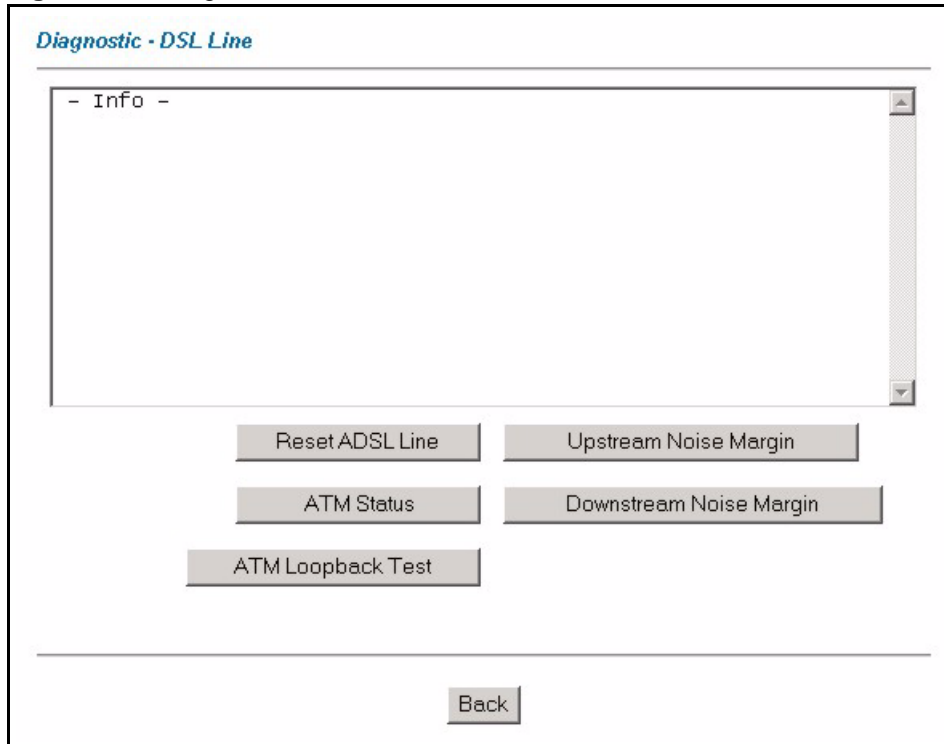 Diagnostic - DSL Line
- Info -
Reset ADSL Line
Upstream Noise Margin
ATM Status
Downstream Noise Margin
ATM Loopback Test
Back